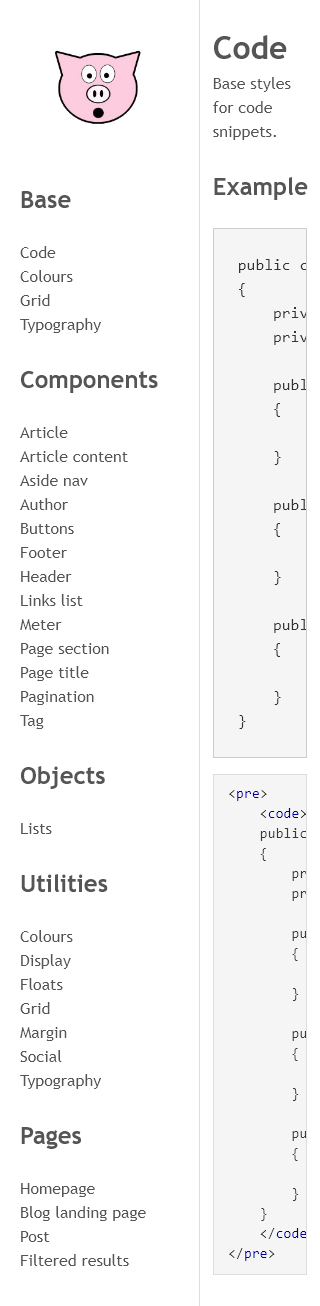 Base
Code
Colours
Grid
Typography
Components
Article
Article content
Aside nav
Author
Buttons
Footer
Header
Links list
Meter
Page section
Page title
Pagination
Tag
Objects
Lists
Utilities
Colours
Display
Floats
Grid
Margin
Social
Typography
Pages
Homepage
Blog landing page
Post
Filtered results
Code
Base styles
for code
snippets.
Example
public c
{
    priv
    priv
    publ
    {
    }
    publ
    {
    }
    publ
    {
    }
}
<pre>
    <code>
    public
    {
        pr
        pr
        pu
        {
        }
        pu
        {
        }
        pu
        {
        }
    }
    </code
</pre>